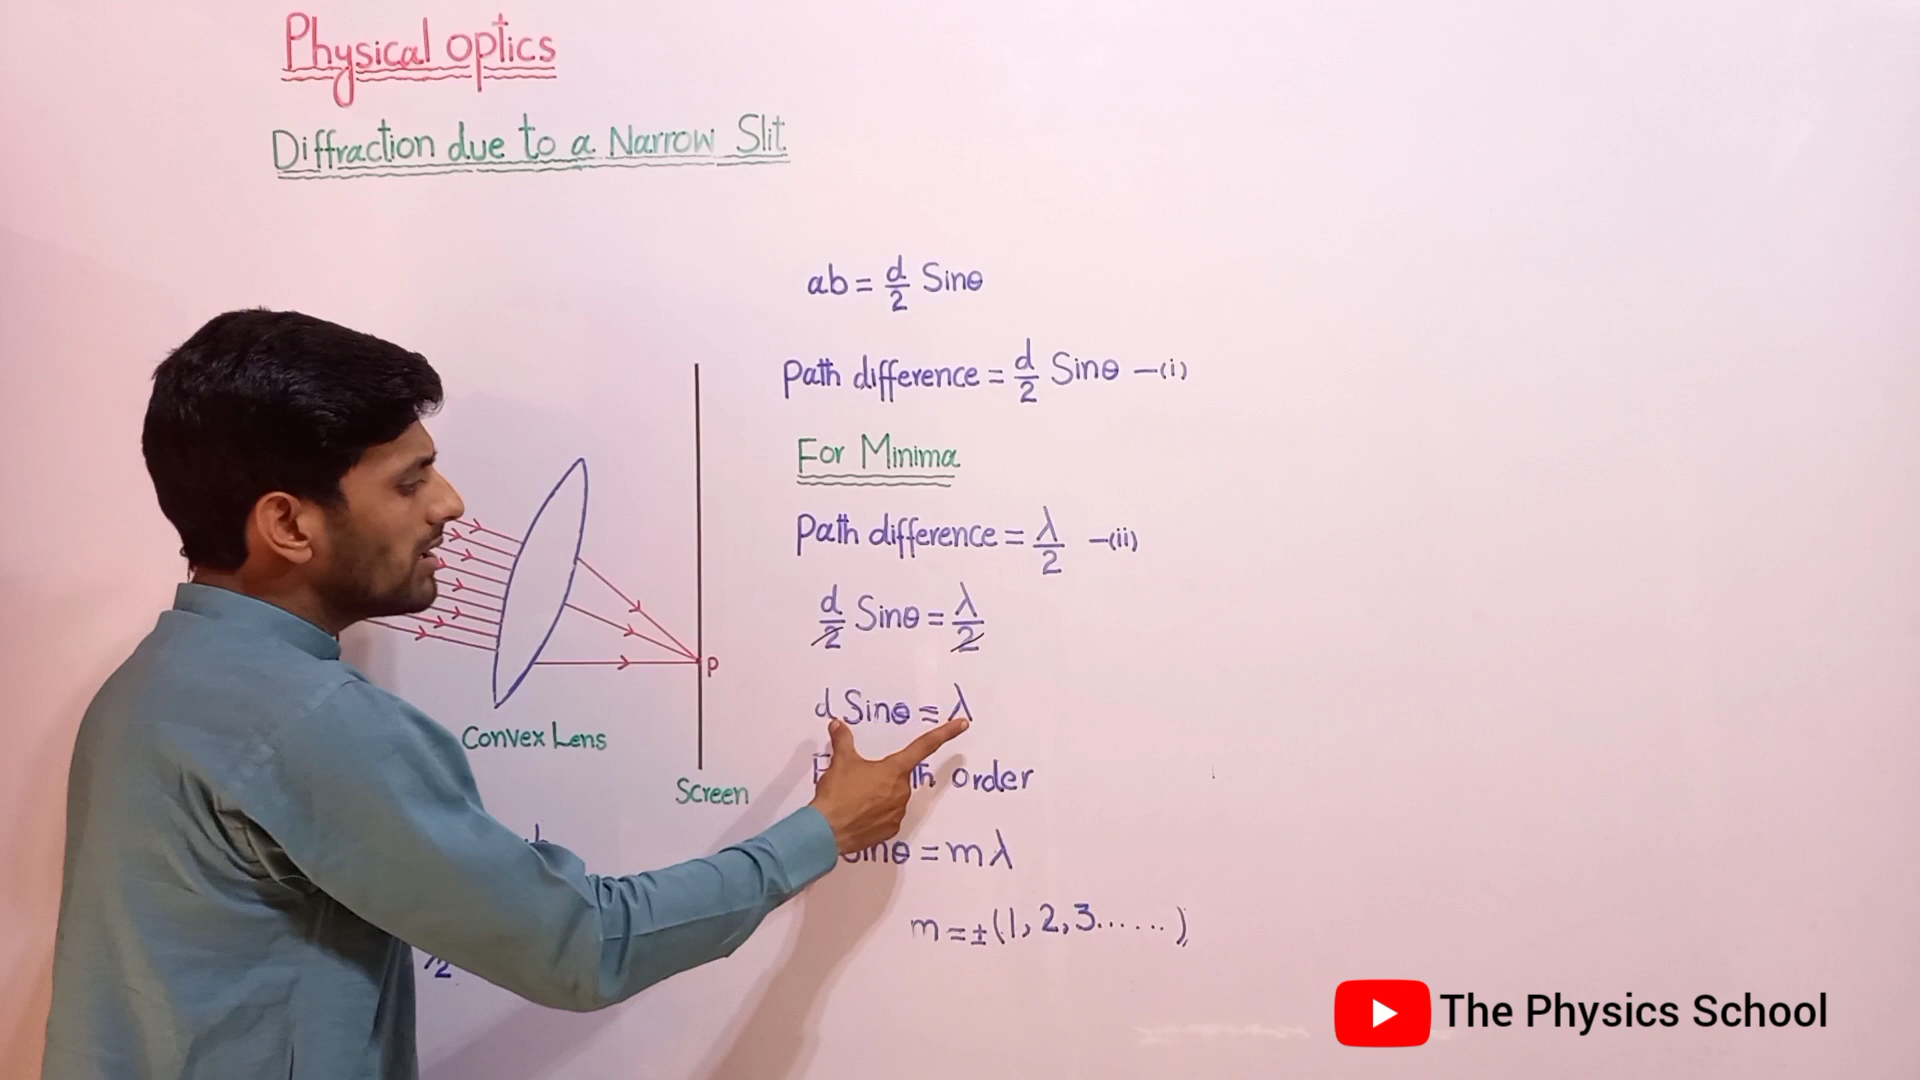 Physical optics
Diffraction due to a Narrow Slit
ab = d/2 Sinθ
Path difference = d/2 Sinθ —(i)
For Minima
Path difference = λ/2 —(ii)
d/2 Sinθ = λ/2
d Sinθ = λ
order
Sinθ = mλ
m = ±(1, 2, 3......)
P
Convex Lens
Screen
2
The Physics School